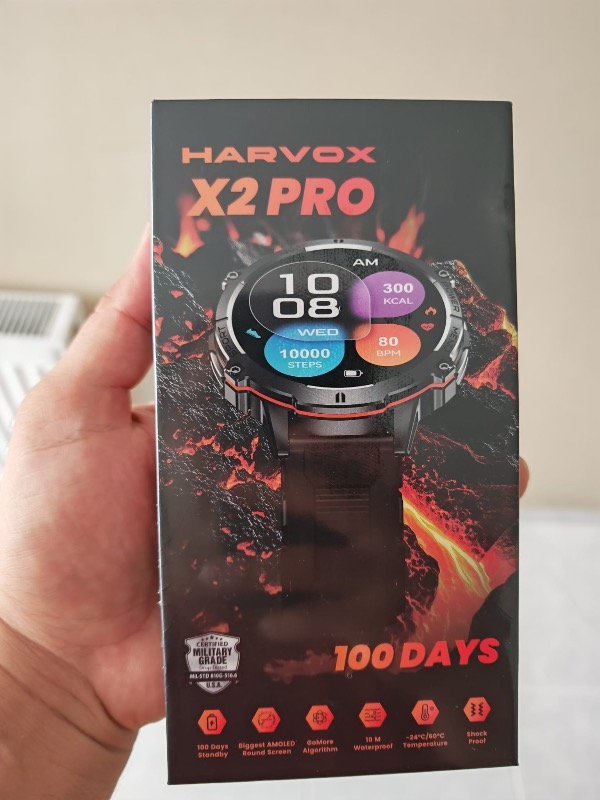 HARVOX
X2 PRO
AM
10
08
300
KCAL
WED
10000
STEPS
80
BPM
CERTIFIED
MILITARY
GRADE
Drop Tested
MIL-STD 810G-516.6
U.S.A.
100 DAYS
100 Days
Standby
Biggest AMOLED
Round Screen
GoMore
Algorithm
10 M
Waterproof
-34°C/60°C
Temperature
Shock
Proof